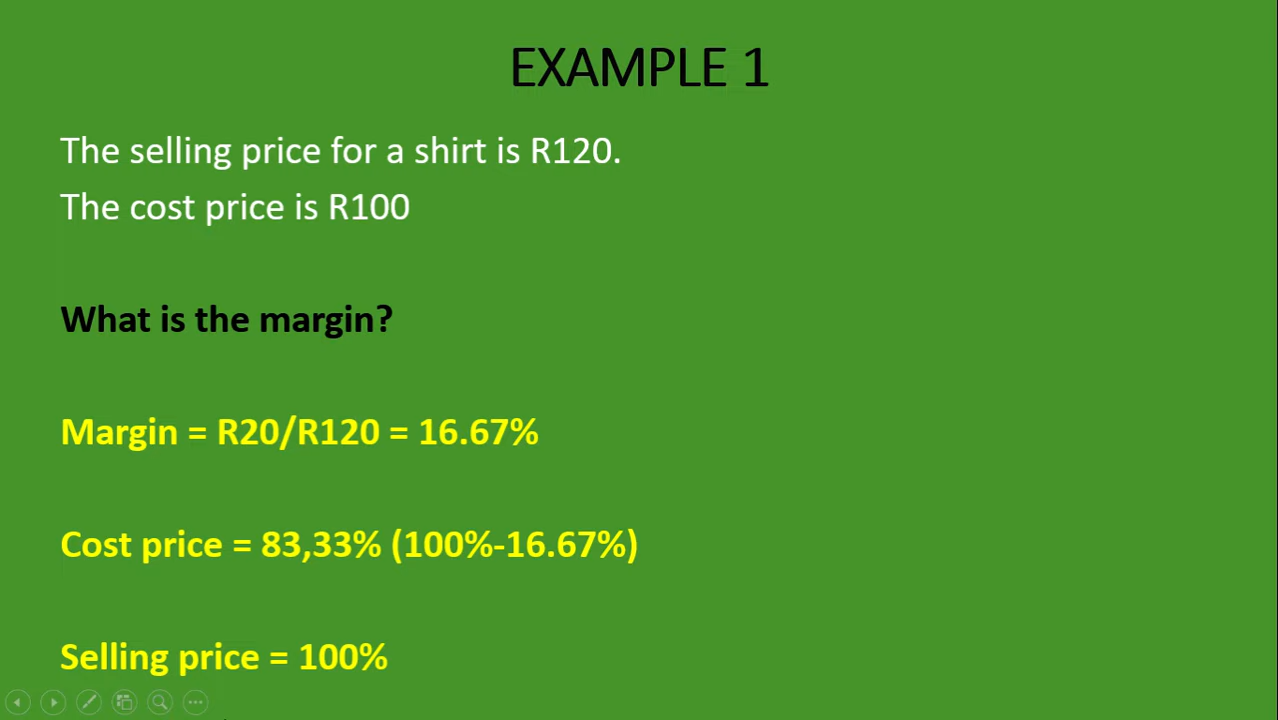 EXAMPLE 1
The selling price for a shirt is R120.
The cost price is R100
What is the margin?
Margin = R20/R120 = 16.67%
Cost price = 83,33% (100%-16.67%)
Selling price = 100%